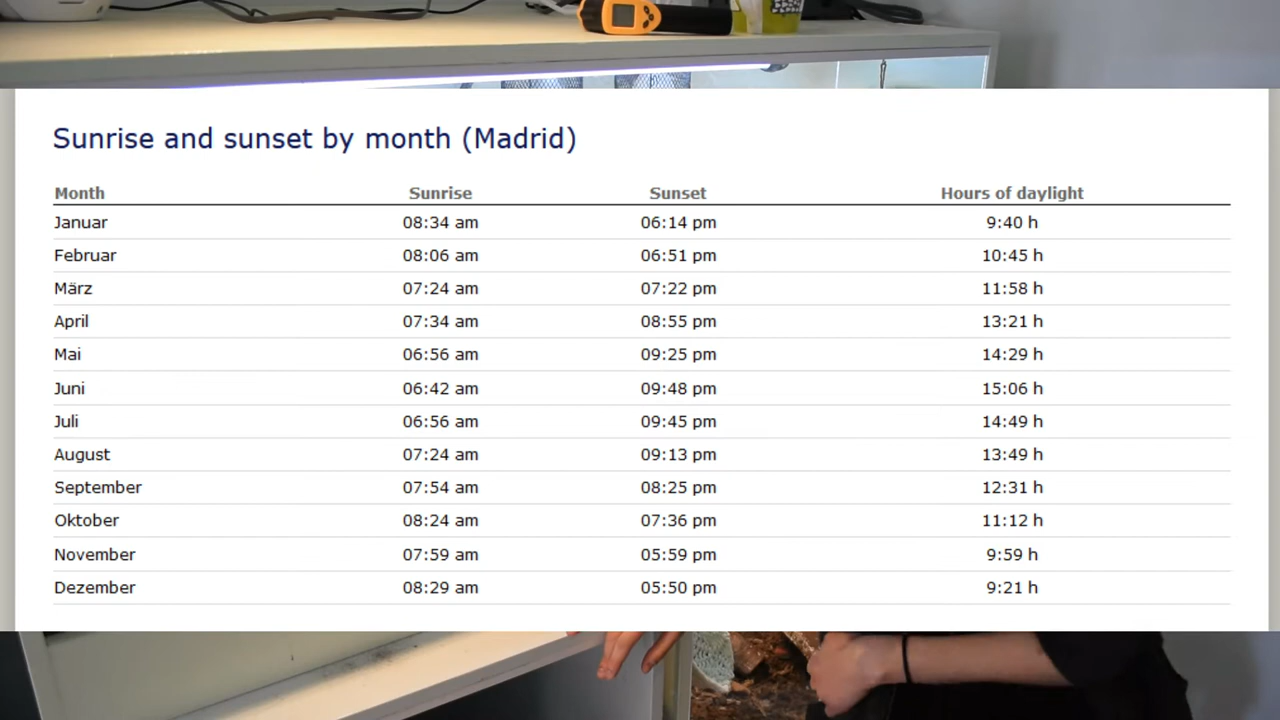 Sunrise and sunset by month (Madrid)
Month Sunrise Sunset Hours of daylight
Januar 08:34 am 06:14 pm 9:40 h
Februar 08:06 am 06:51 pm 10:45 h
März 07:24 am 07:22 pm 11:58 h
April 07:34 am 08:55 pm 13:21 h
Mai 06:56 am 09:25 pm 14:29 h
Juni 06:42 am 09:48 pm 15:06 h
Juli 06:56 am 09:45 pm 14:49 h
August 07:24 am 09:13 pm 13:49 h
September 07:54 am 08:25 pm 12:31 h
Oktober 08:24 am 07:36 pm 11:12 h
November 07:59 am 05:59 pm 9:59 h
Dezember 08:29 am 05:50 pm 9:21 h